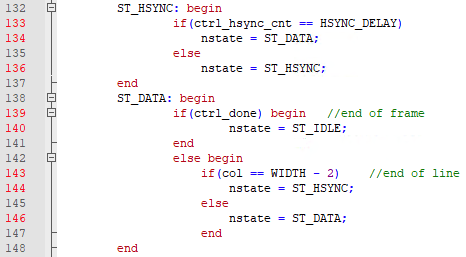 132 ST_HSYNC: begin
133 if(ctrl_hsync_cnt == HSYNC_DELAY)
134 nstate = ST_DATA;
135 else
136 nstate = ST_HSYNC;
137 end
138 ST_DATA: begin
139 if(ctrl_done) begin //end of frame
140 nstate = ST_IDLE;
141 end
142 else begin
143 if(col == WIDTH - 2) //end of line
144 nstate = ST_HSYNC;
145 else
146 nstate = ST_DATA;
147 end
148 end